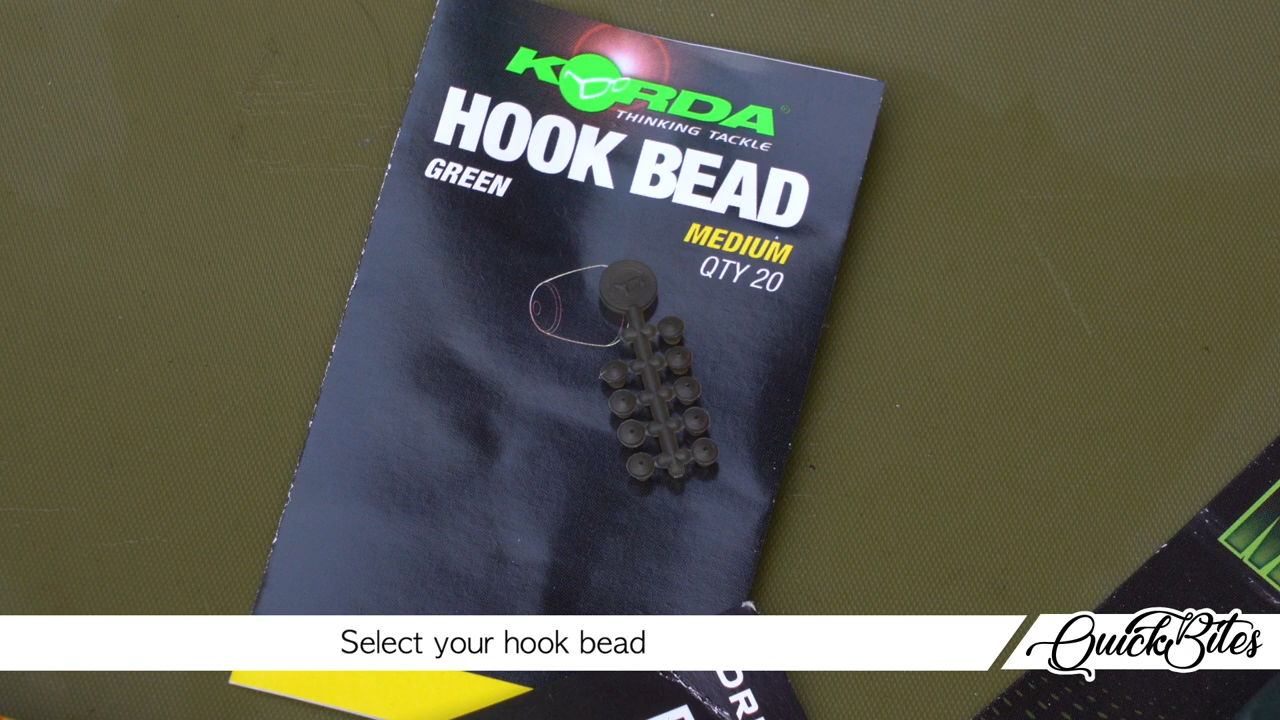 KORDA®
THINKING TACKLE
HOOK BEAD
GREEN
MEDIUM
QTY 20
Select your hook bead
QuickBites